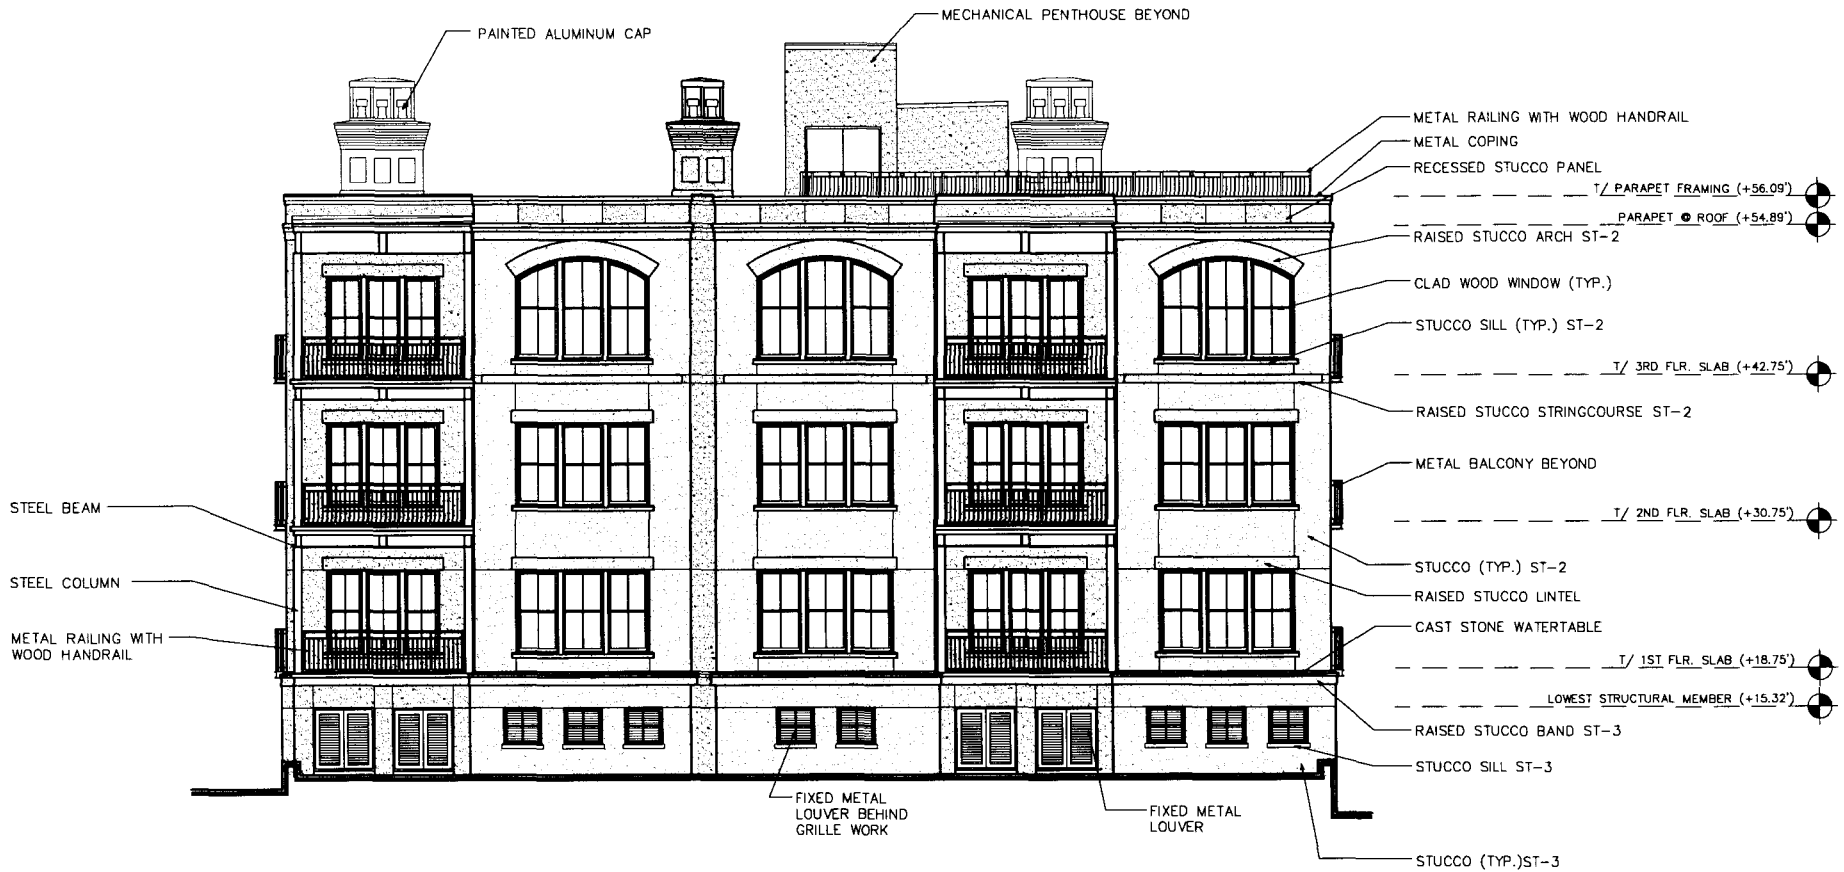 MECHANICAL PENTHOUSE BEYOND
PAINTED ALUMINUM CAP
METAL RAILING WITH WOOD HANDRAIL
METAL COPING
RECESSED STUCCO PANEL
T/ PARAPET FRAMING (+56.09')
PARAPET @ ROOF (+54.89')
RAISED STUCCO ARCH ST-2
CLAD WOOD WINDOW (TYP.)
STUCCO SILL (TYP.) ST-2
T/ 3RD FLR. SLAB (+42.75')
RAISED STUCCO STRINGCOURSE ST-2
METAL BALCONY BEYOND
STEEL BEAM
T/ 2ND FLR. SLAB (+30.75')
STUCCO (TYP.) ST-2
STEEL COLUMN
RAISED STUCCO LINTEL
CAST STONE WATERTABLE
METAL RAILING WITH
WOOD HANDRAIL
T/ 1ST FLR. SLAB (+18.75')
LOWEST STRUCTURAL MEMBER (+15.32')
RAISED STUCCO BAND ST-3
STUCCO SILL ST-3
FIXED METAL
LOUVER BEHIND
GRILLE WORK
FIXED METAL
LOUVER
STUCCO (TYP.)ST-3